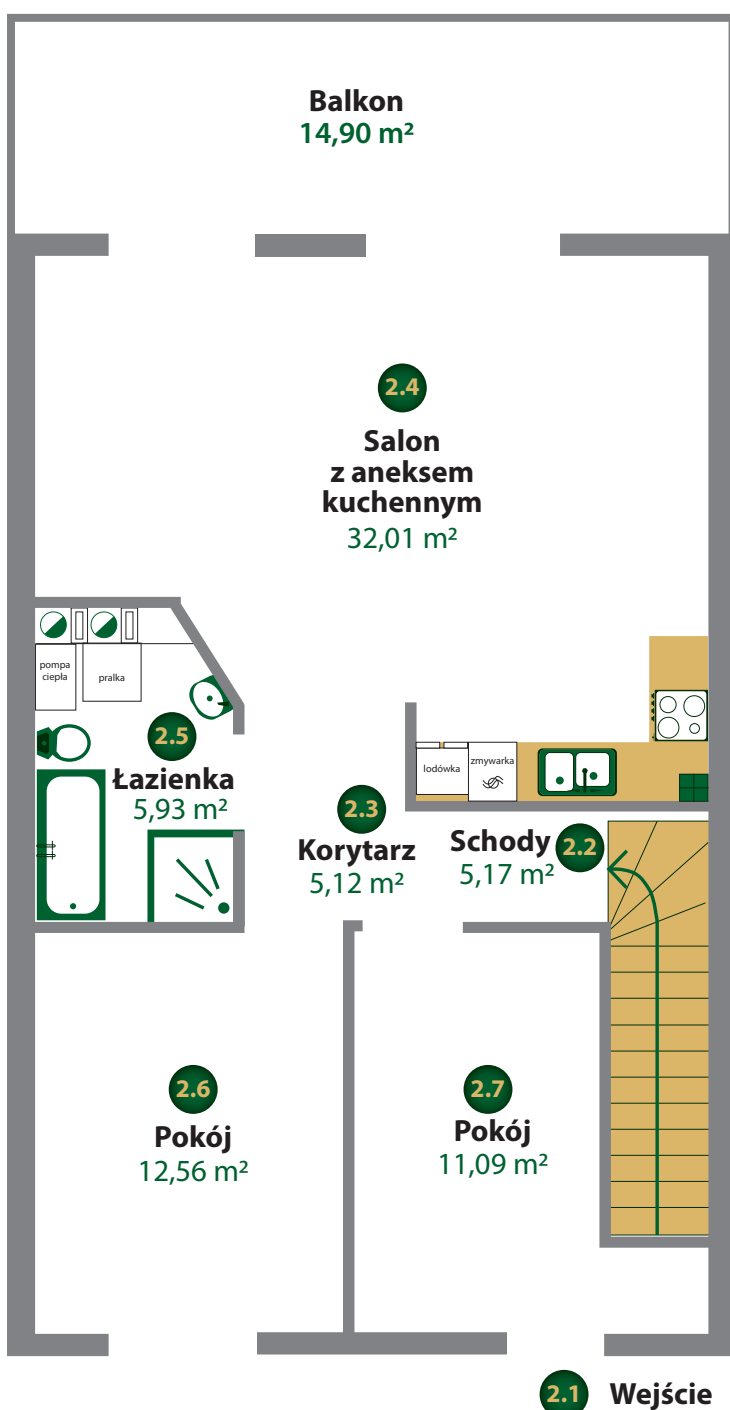 Balkon
14,90 m²
2.4
Salon
z aneksem
kuchennym
32,01 m²
pompa
ciepła
pralka
2.5
Łazienka
5,93 m²
lodówka
zmywarka
2.3
Korytarz
5,12 m²
Schody 2.2
5,17 m²
2.6
Pokój
12,56 m²
2.7
Pokój
11,09 m²
2.1 Wejście